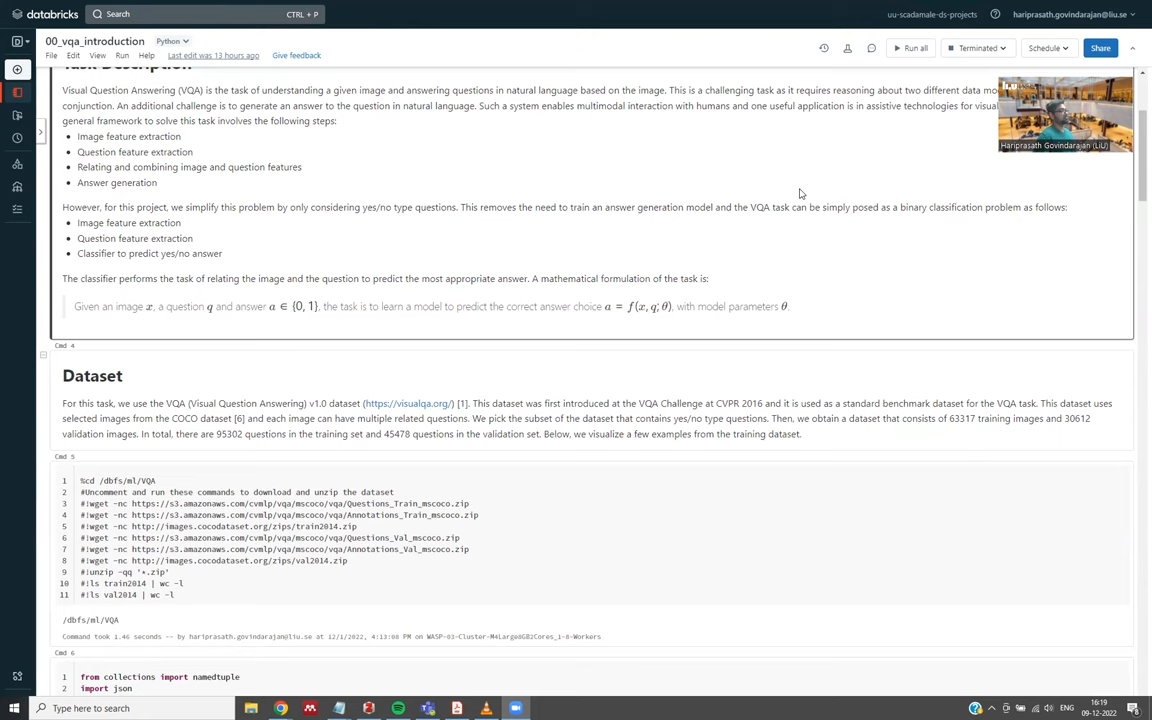 databricks
Search
CTRL + P
uu-scadamale-ds-projects
hariprasath.govindarajan@liu.se
00_vqa_introduction
Python
File Edit View Run Help Last edit was 13 hours ago Give feedback
Run all
Terminated
Schedule
Share
Task Description
Visual Question Answering (VQA) is the task of understanding a given image and answering questions in natural language based on the image. This is a challenging task as it requires reasoning about two different data
conjunction. An additional challenge is to generate an answer to the question in natural language. Such a system enables multimodal interaction with humans and one useful application is in assistive technologies for
general framework to solve this task involves the following steps:
• Image feature extraction
• Question feature extraction
• Relating and combining image and question features
• Answer generation
Hariprasath Govindarajan (LiU)
However, for this project, we simplify this problem by only considering yes/no type questions. This removes the need to train an answer generation model and the VQA task can be simply posed as a binary classification problem as follows:
• Image feature extraction
• Question feature extraction
• Classifier to predict yes/no answer
The classifier performs the task of relating the image and the question to predict the most appropriate answer. A mathematical formulation of the task is:
Given an image x, a question q and answer a ∈ {0, 1}, the task is to learn a model to predict the correct answer choice a = f(x, q; θ), with model parameters θ.
Cmd 4
Dataset
For this task, we use the VQA (Visual Question Answering) v1.0 dataset (https://visualqa.org/) [1]. This dataset was first introduced at the VQA Challenge at CVPR 2016 and it is used as a standard benchmark dataset for the VQA task. This dataset uses
selected images from the COCO dataset [6] and each image can have multiple related questions. We pick the subset of the dataset that contains yes/no type questions. Then, we obtain a dataset that consists of 63317 training images and 30612
validation images. In total, there are 95302 questions in the training set and 45478 questions in the validation set. Below, we visualize a few examples from the training dataset.
Cmd 5
1 %cd /dbfs/ml/VQA
2 #Uncomment and run these commands to download and unzip the dataset
3 #!wget -nc https://s3.amazonaws.com/cvmlp/vqa/mscoco/vqa/Questions_Train_mscoco.zip
4 #!wget -nc https://s3.amazonaws.com/cvmlp/vqa/mscoco/vqa/Annotations_Train_mscoco.zip
5 #!wget -nc http://images.cocodataset.org/zips/train2014.zip
6 #!wget -nc https://s3.amazonaws.com/cvmlp/vqa/mscoco/vqa/Questions_Val_mscoco.zip
7 #!wget -nc https://s3.amazonaws.com/cvmlp/vqa/mscoco/vqa/Annotations_Val_mscoco.zip
8 #!wget -nc http://images.cocodataset.org/zips/val2014.zip
9 #!unzip -qq '*.zip'
10 #!ls train2014 | wc -l
11 #!ls val2014 | wc -l
/dbfs/ml/VQA
Command took 1.46 seconds -- by hariprasath.govindarajan@liu.se at 12/1/2022, 4:13:08 PM on WASP-03-Cluster-M4Large8GB2Cores_1-8-Workers
Cmd 6
1 from collections import namedtuple
2 import json
Type here to search
ENG
16:19
09-12-2022